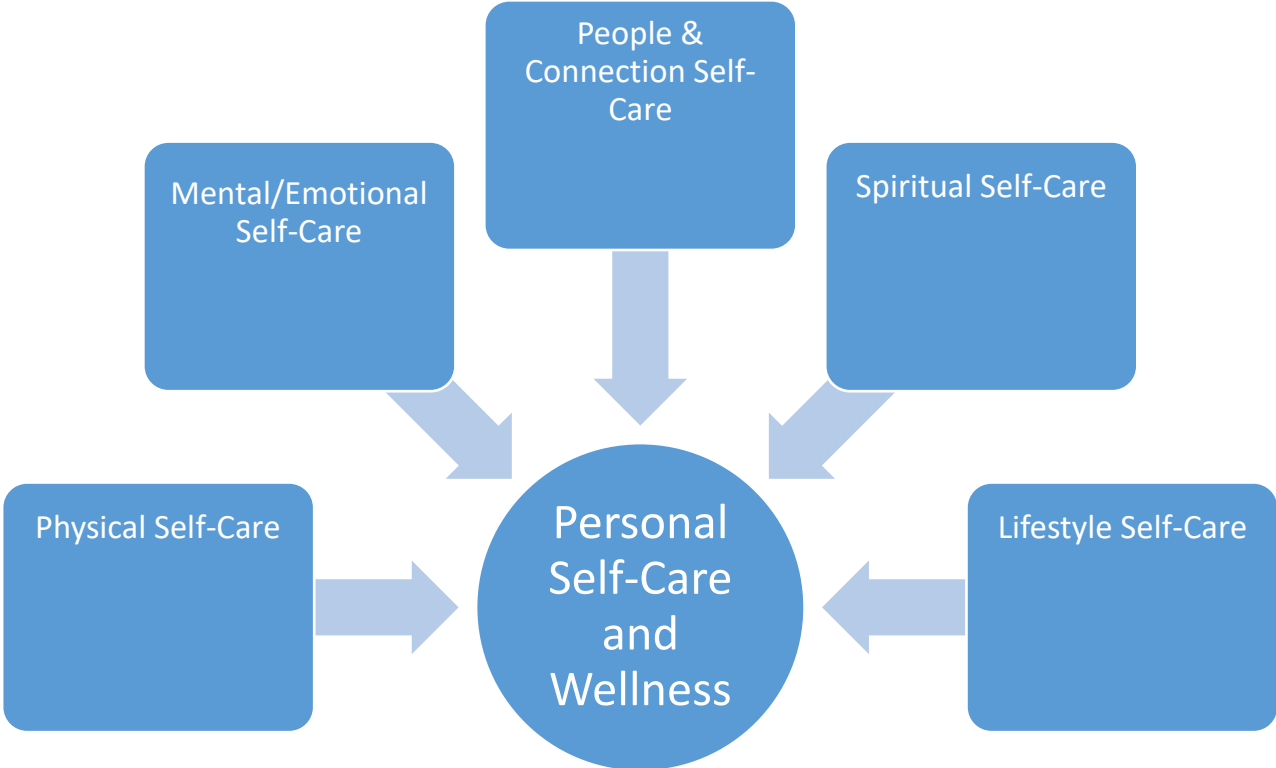 People &
Connection Self-
Care
Mental/Emotional
Self-Care
Spiritual Self-Care
Physical Self-Care
Personal
Self-Care
and
Wellness
Lifestyle Self-Care